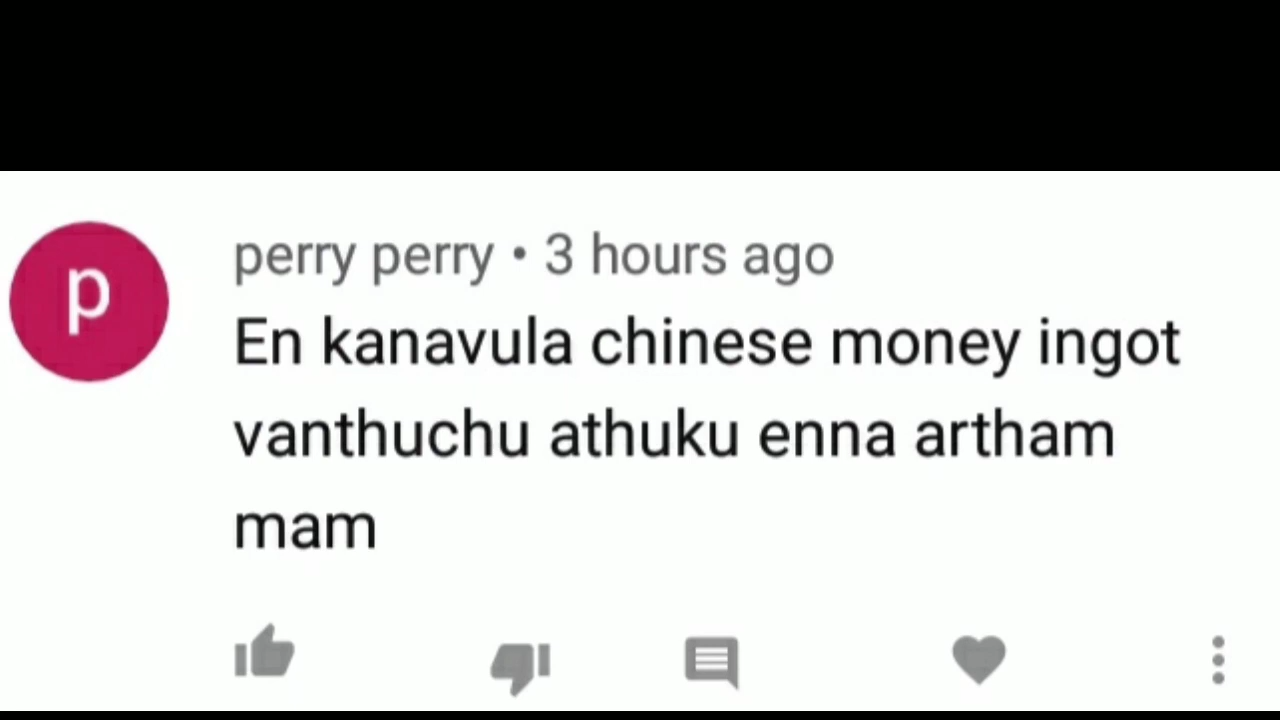 p
perry perry • 3 hours ago
En kanavula chinese money ingot
vanthuchu athuku enna artham
mam